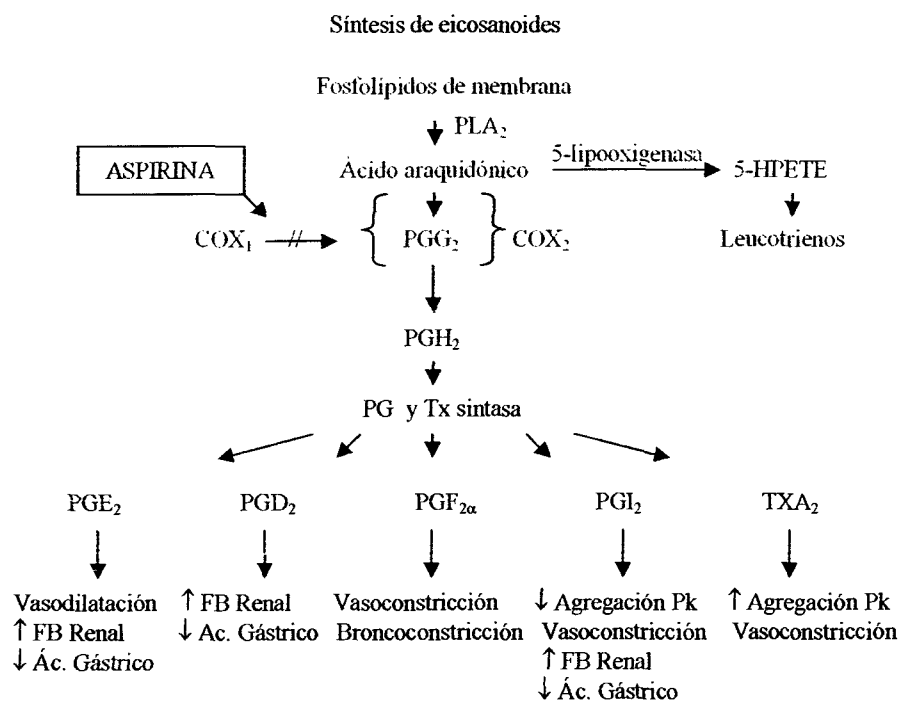 Síntesis de eicosanoides
Fosfolípidos de membrana
PLA₂
ASPIRINA
Ácido araquidónico
5-lipooxigenasa
5-HPETE
COX₁
PGG₂
COX₂
Leucotrienos
PGH₂
PG y Tx sintasa
PGE₂
PGD₂
PGF₂α
PGI₂
TXA₂
Vasodilatación
↑ FB Renal
↓ Ác. Gástrico
↑ FB Renal
↓ Ac. Gástrico
Vasoconstricción
Broncoconstricción
↓ Agregación Pk
Vasoconstricción
↑ FB Renal
↓ Ác. Gástrico
↑ Agregación Pk
Vasoconstricción